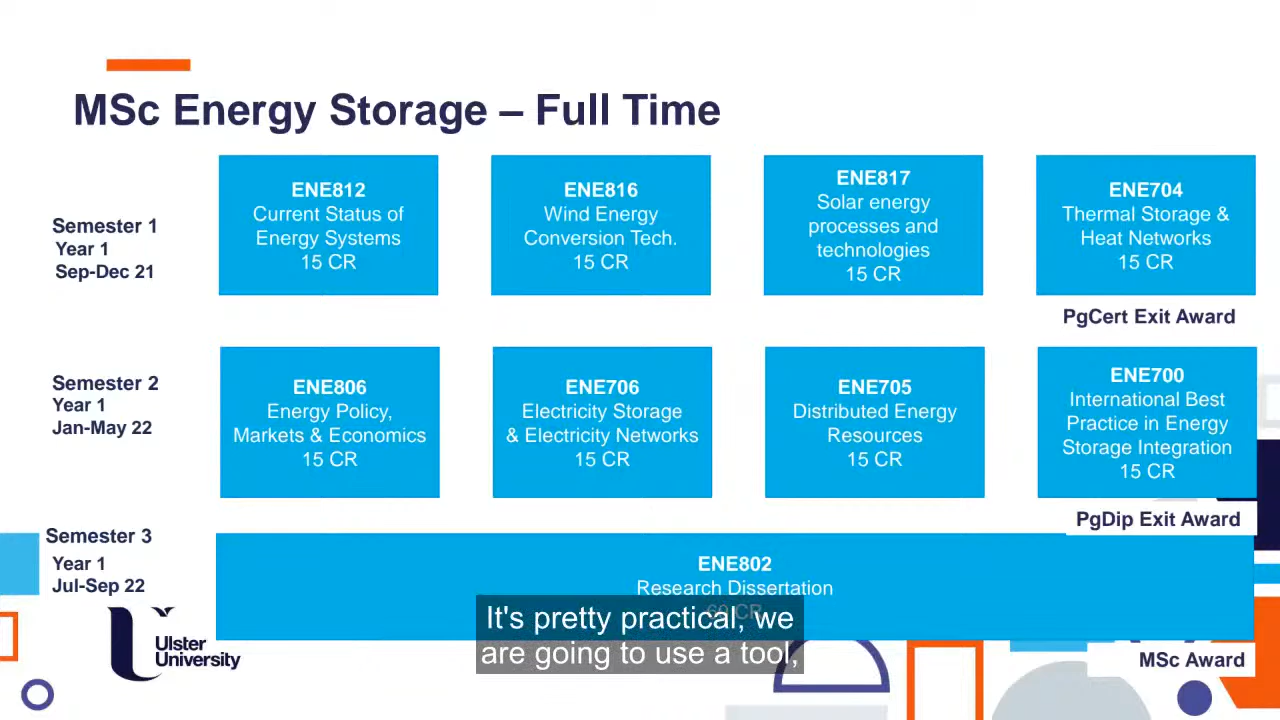 MSc Energy Storage – Full Time
Semester 1
Year 1
Sep-Dec 21
ENE812
Current Status of
Energy Systems
15 CR
ENE816
Wind Energy
Conversion Tech.
15 CR
ENE817
Solar energy
processes and
technologies
15 CR
ENE704
Thermal Storage &
Heat Networks
15 CR
PgCert Exit Award
Semester 2
Year 1
Jan-May 22
ENE806
Energy Policy,
Markets & Economics
15 CR
ENE706
Electricity Storage
& Electricity Networks
15 CR
ENE705
Distributed Energy
Resources
15 CR
ENE700
International Best
Practice in Energy
Storage Integration
15 CR
PgDip Exit Award
Semester 3
Year 1
Jul-Sep 22
ENE802
Research Dissertation
60 CR
It's pretty practical, we
are going to use a tool,
Ulster
University
MSc Award